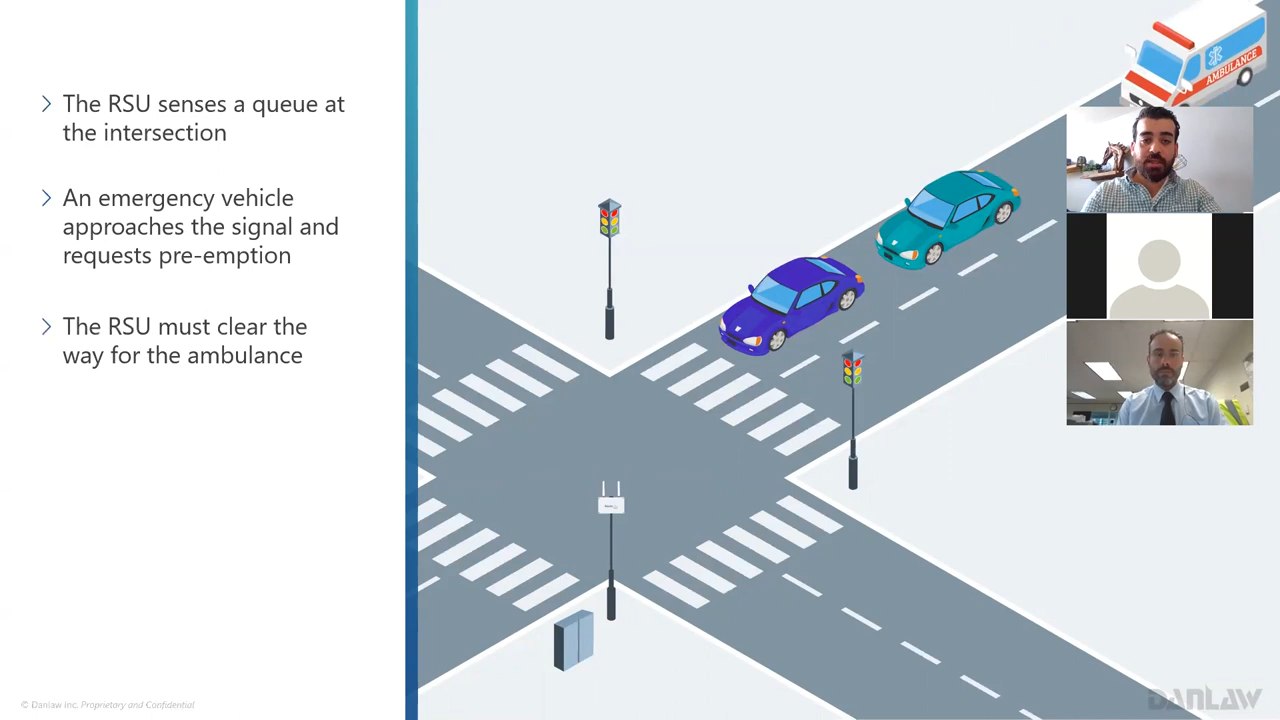 The RSU senses a queue at
the intersection
An emergency vehicle
approaches the signal and
requests pre-emption
The RSU must clear the
way for the ambulance
AMBULANCE
© Danlaw Inc. Proprietary and Confidential
DANLAW